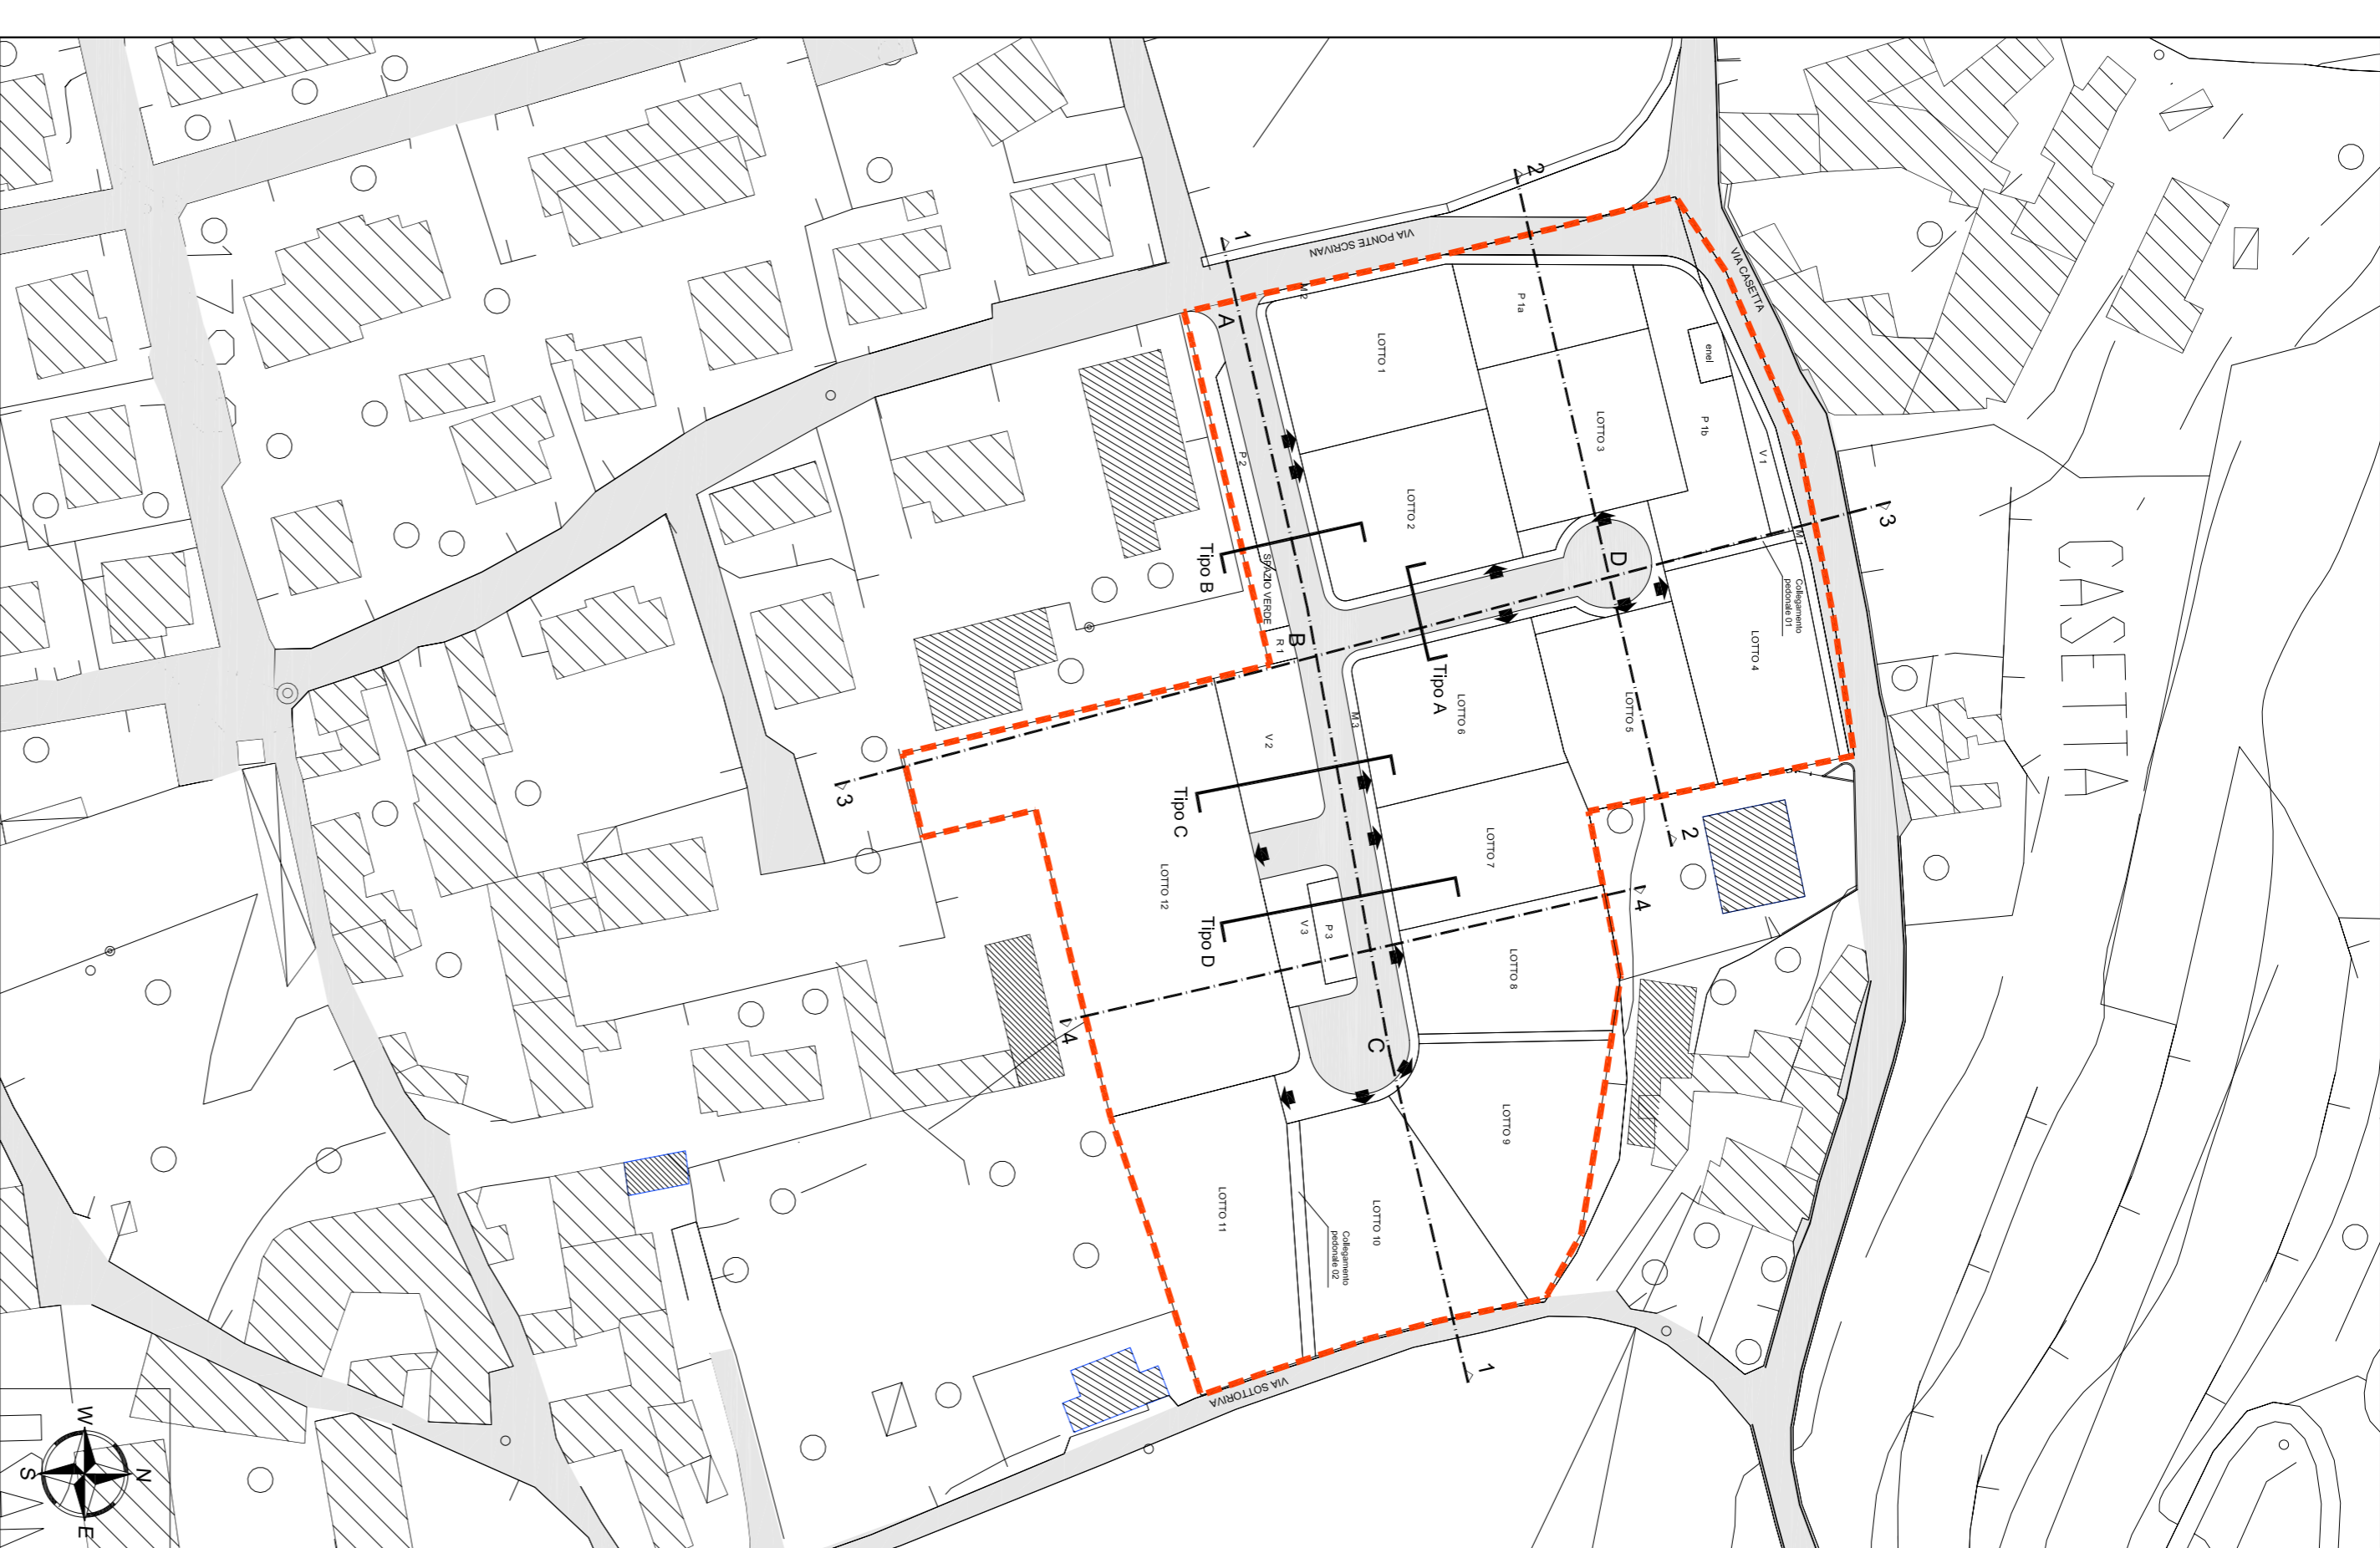 VIA PONTE SCRIVAN
VIA CASETTA
CASETTA
2
1
3
A
M 2
LOTTO 1
P 1a
enel
LOTTO 3
P 1b
V 1
P 2
LOTTO 2
M 1
Collegamento
pedonale 01
D
Tipo B
SPAZIO VERDE
R 1
B
Tipo A
LOTTO 6
LOTTO 5
LOTTO 4
M 3
V 2
3
Tipo C
2
LOTTO 7
4
LOTTO 12
V 3
P 3
Tipo D
LOTTO 8
4
C
LOTTO 9
LOTTO 11
LOTTO 10
Collegamento
pedonale 02
1
VIA SOTTORIVA
W
N
S
E